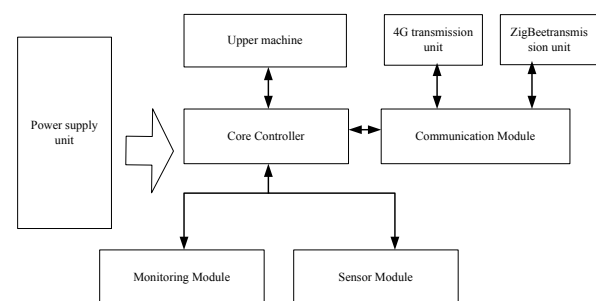 Upper machine
4G transmission
unit
ZigBeetransmis
sion unit
Power supply
unit
Core Controller
Communication Module
Monitoring Module
Sensor Module